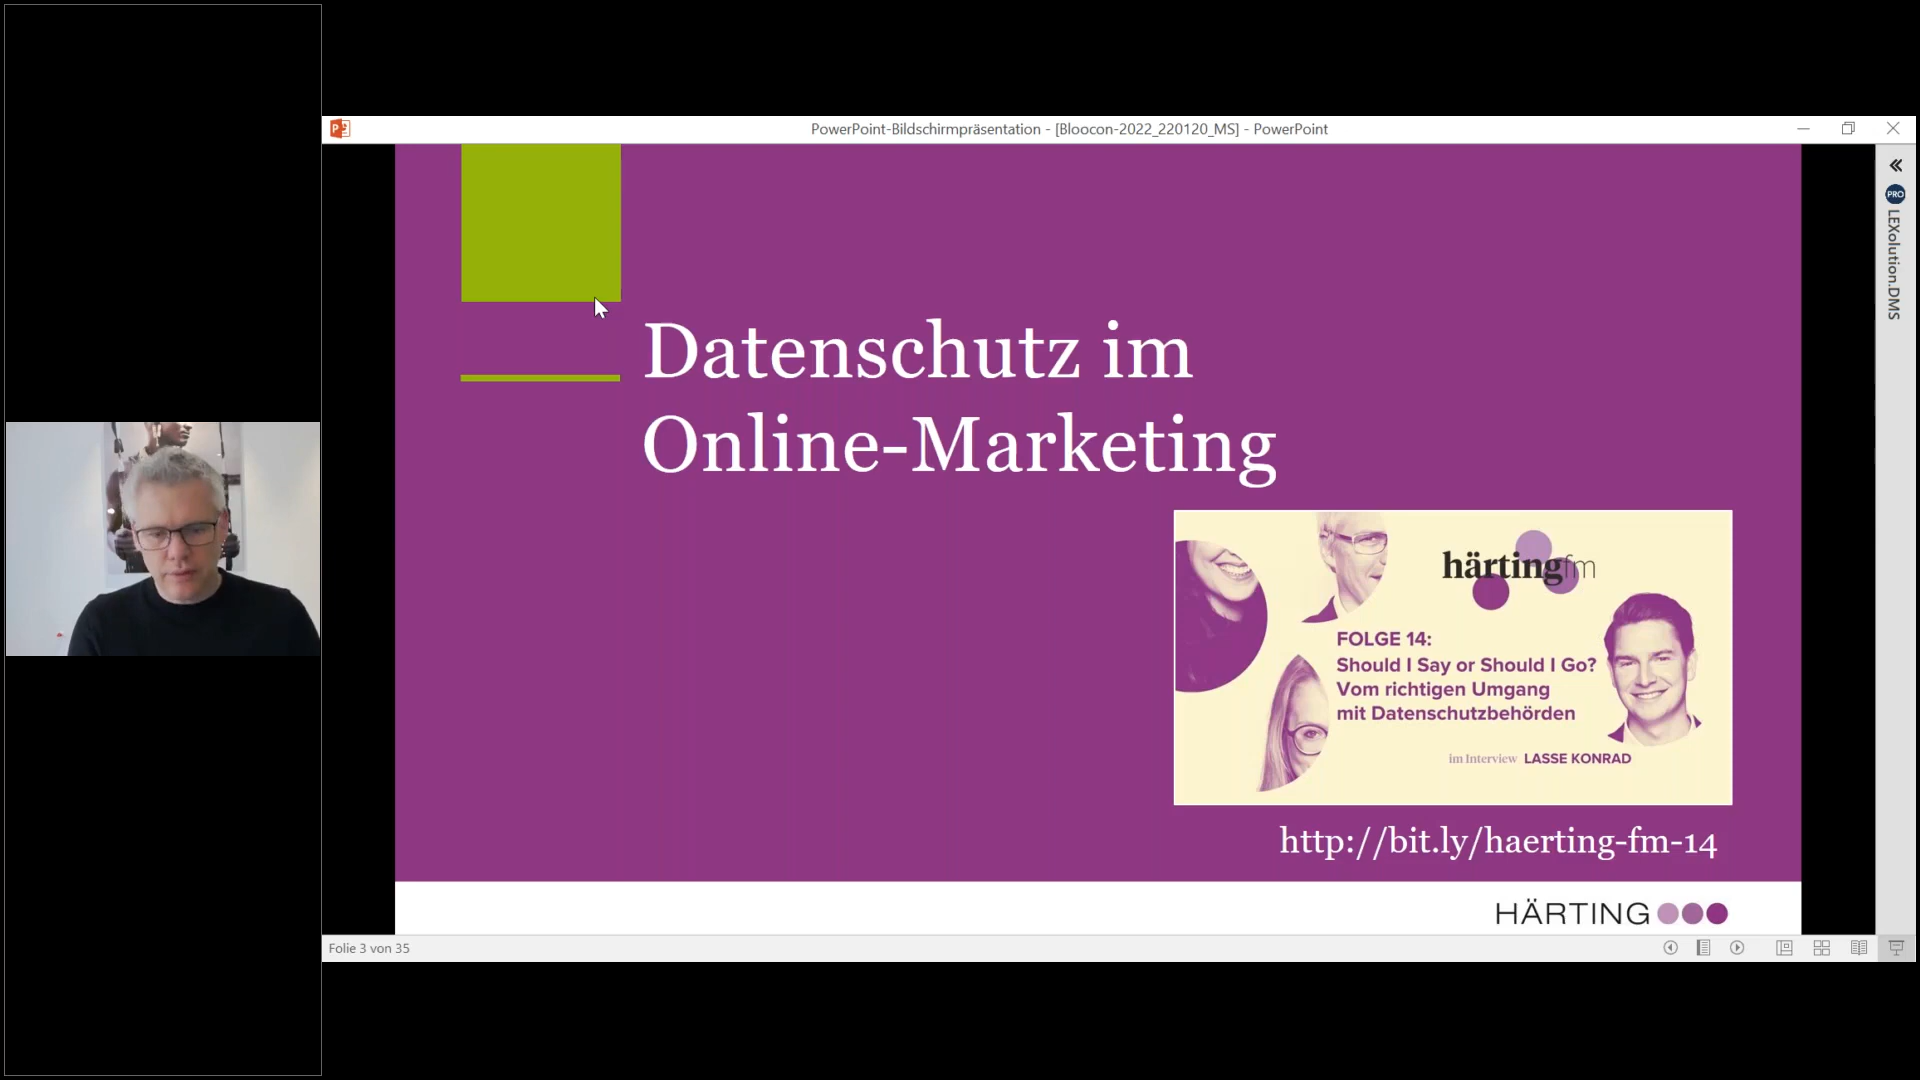 PowerPoint-Bildschirmpräsentation - [Bloocon-2022_220120_MS] - PowerPoint
PRO
LEXolution.DMS
Datenschutz im
Online-Marketing
härtingfm
FOLGE 14:
Should I Say or Should I Go?
Vom richtigen Umgang
mit Datenschutzbehörden
im Interview LASSE KONRAD
http://bit.ly/haerting-fm-14
HÄRTING
Folie 3 von 35